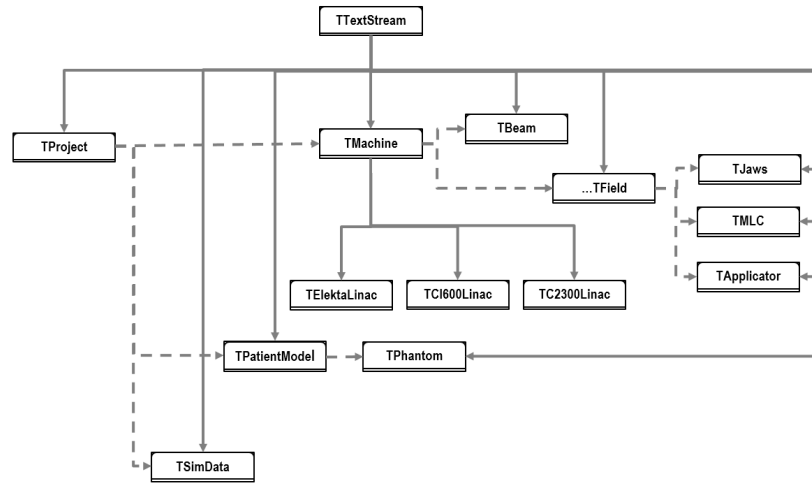 TTextStream
TBeam
TProject
TMachine
TJaws
...TField
TMLC
TApplicator
TElektaLinac
TCl600Linac
TC2300Linac
TPatientModel
TPhantom
TSimData